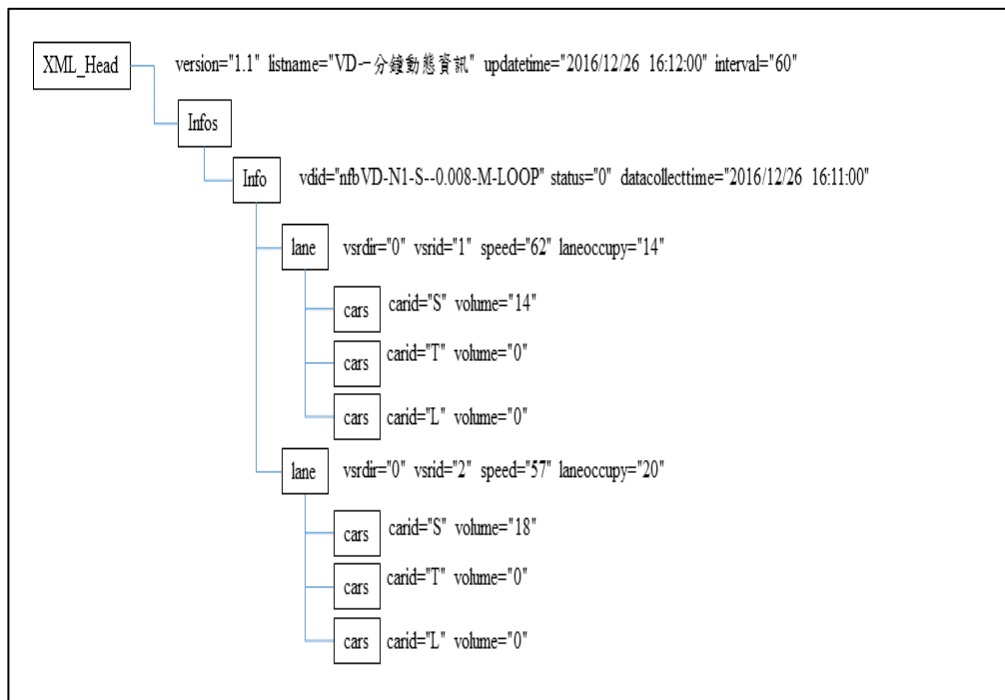 XML_Head version="1.1" listname="VD一分鐘動態資訊" updatetime="2016/12/26 16:12:00" interval="60"
Infos
Info vdid="nfbVD-N1-S--0.008-M-LOOP" status="0" datacollecttime="2016/12/26 16:11:00"
lane vsrdir="0" vsrid="1" speed="62" laneoccupy="14"
cars carid="S" volume="14"
cars carid="T" volume="0"
cars carid="L" volume="0"
lane vsrdir="0" vsrid="2" speed="57" laneoccupy="20"
cars carid="S" volume="18"
cars carid="T" volume="0"
cars carid="L" volume="0"